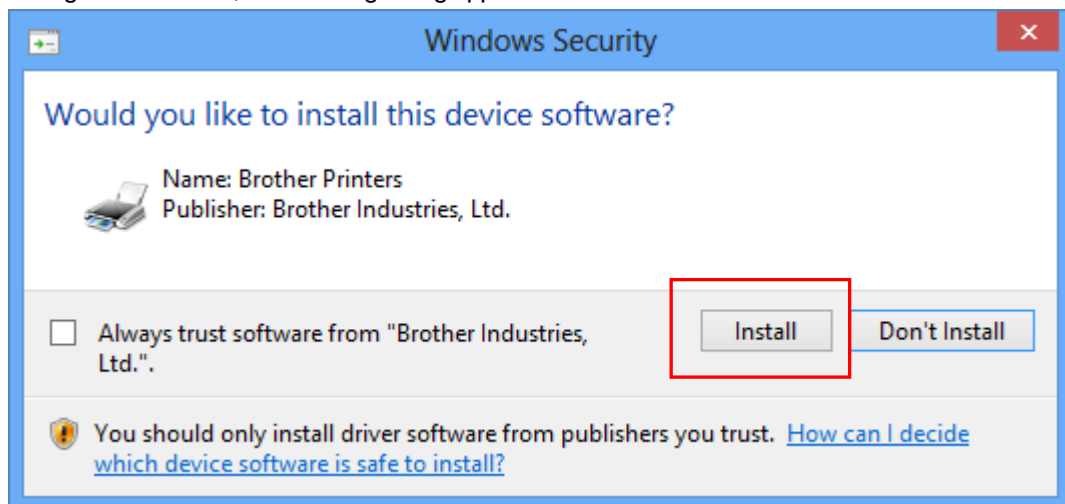 Windows Security
Would you like to install this device software?
Name: Brother Printers
Publisher: Brother Industries, Ltd.
Always trust software from "Brother Industries,
Ltd.".
Install
Don't Install
You should only install driver software from publishers you trust. How can I decide
which device software is safe to install?